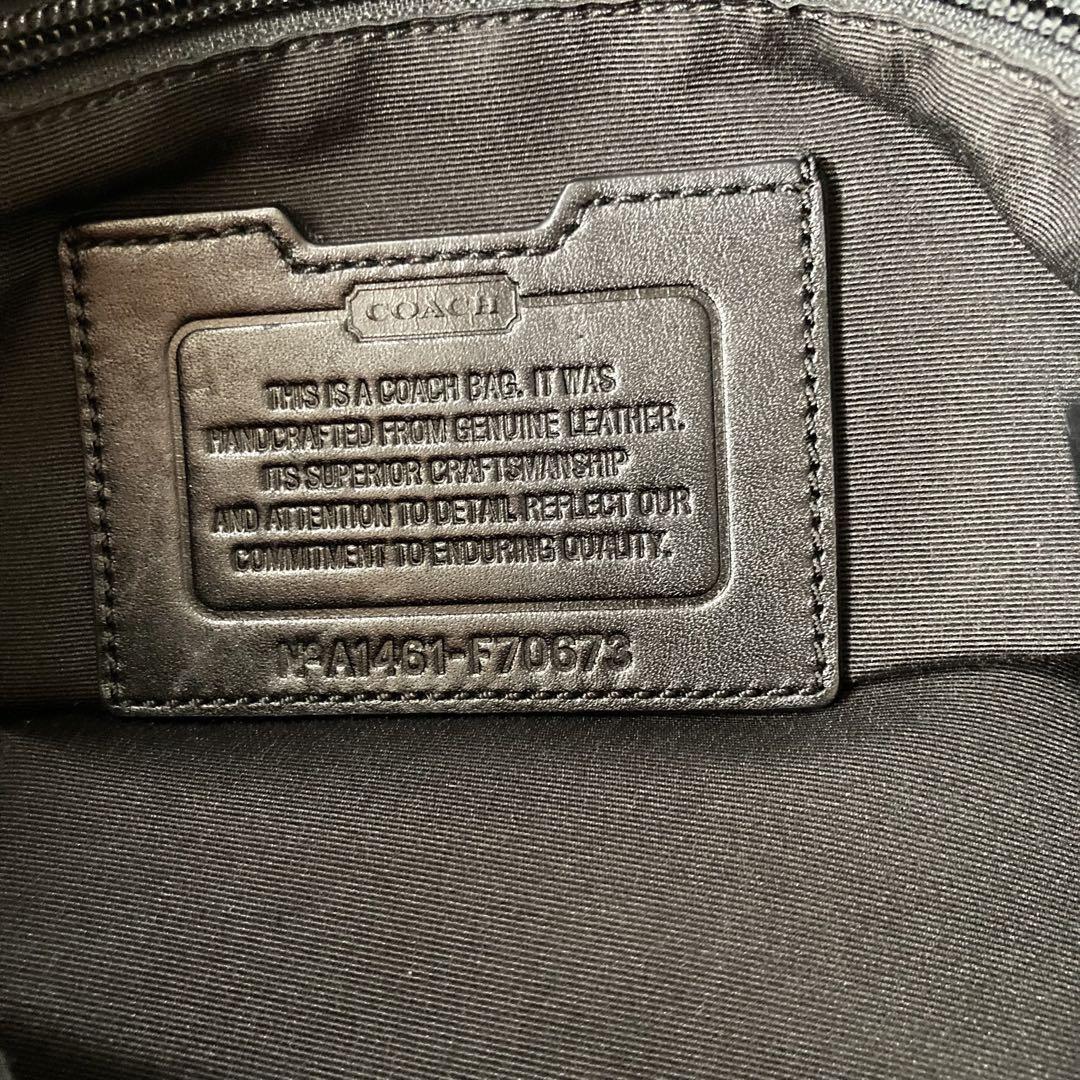 COACH
THIS IS A COACH BAG. IT WAS
HANDCRAFTED FROM GENUINE LEATHER.
ITS SUPERIOR CRAFTSMANSHIP
AND ATTENTION TO DETAIL REFLECT OUR
COMMITMENT TO ENDURING QUALITY.
Nº A1461-F70673